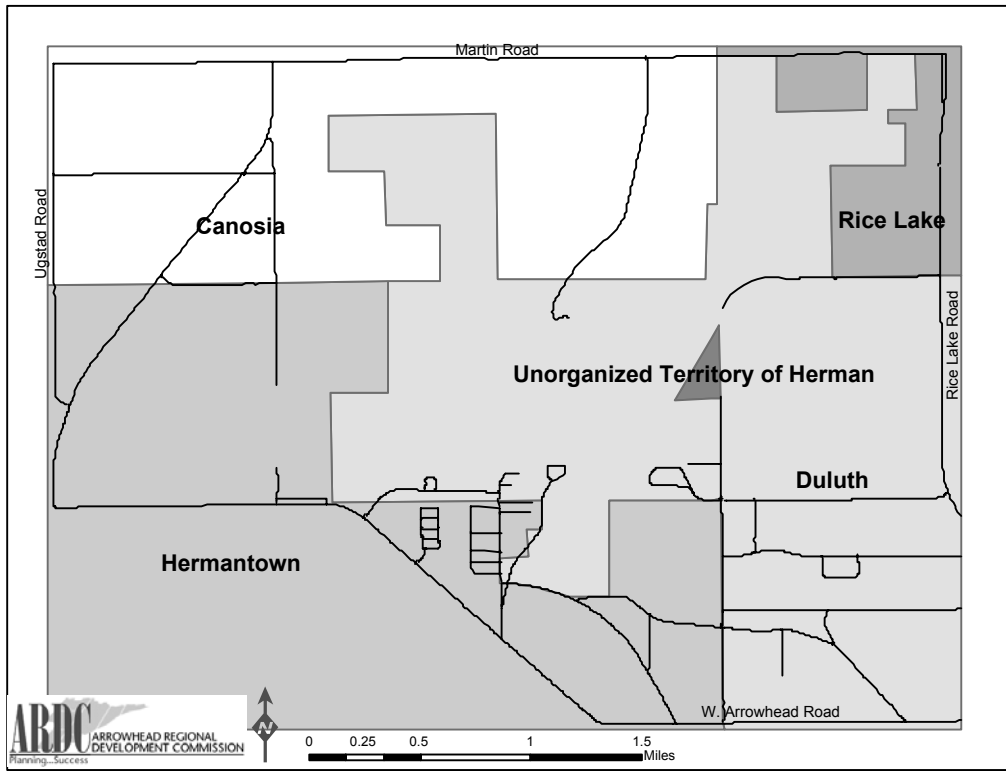 Martin Road
Ugstad Road
Canosia
Rice Lake
Rice Lake Road
Unorganized Territory of Herman
Duluth
Hermantown
W. Arrowhead Road
ARDC
ARROWHEAD REGIONAL
DEVELOPMENT COMMISSION
Planning...Success
N
0 0.25 0.5 1 1.5
Miles